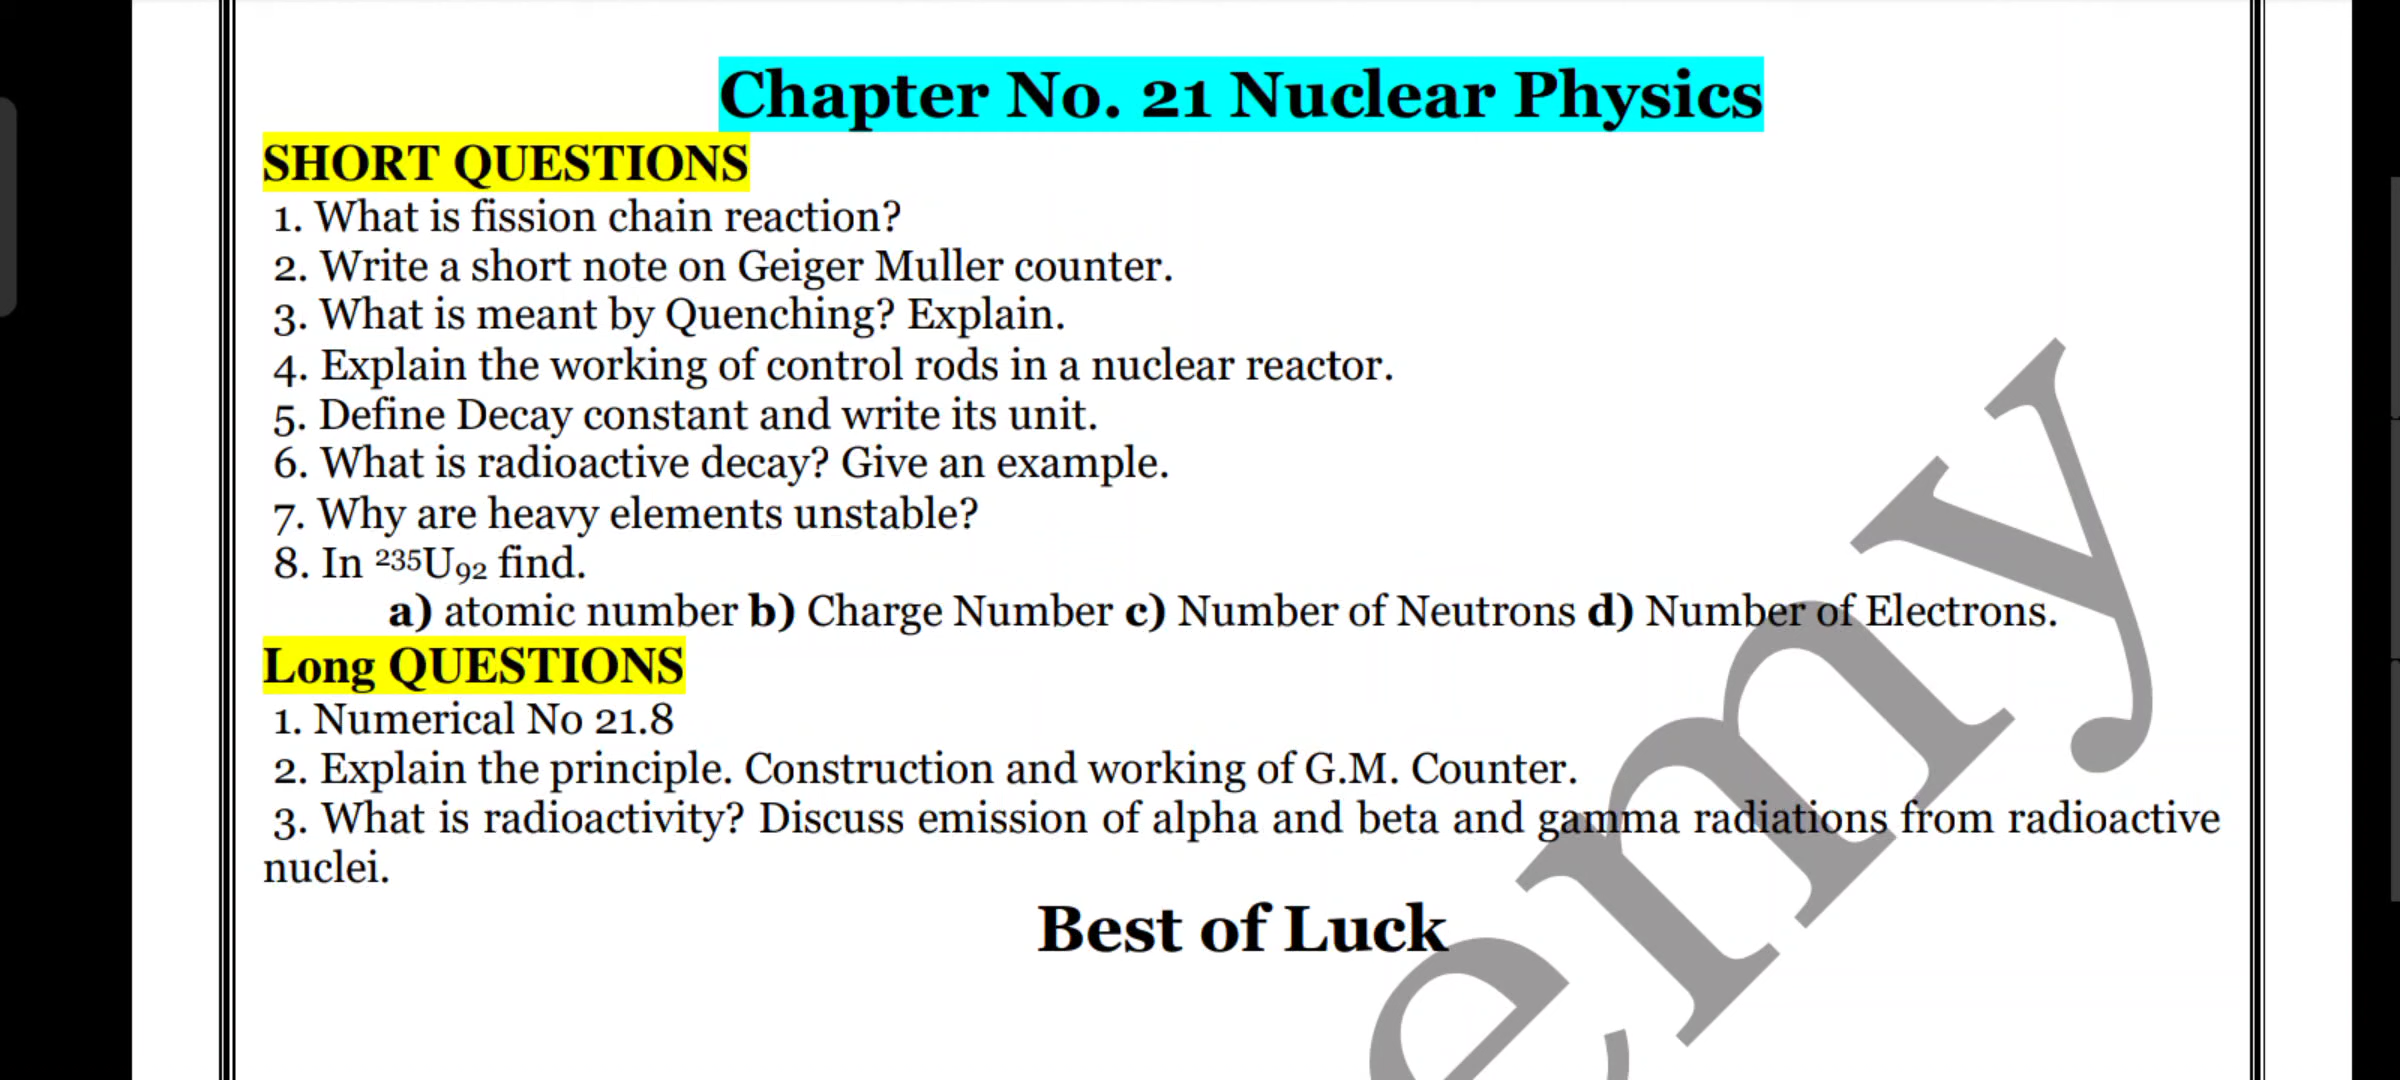 Chapter No. 21 Nuclear Physics
SHORT QUESTIONS
1. What is fission chain reaction?
2. Write a short note on Geiger Muller counter.
3. What is meant by Quenching? Explain.
4. Explain the working of control rods in a nuclear reactor.
5. Define Decay constant and write its unit.
6. What is radioactive decay? Give an example.
7. Why are heavy elements unstable?
8. In ²³⁵U₉₂ find.
a) atomic number b) Charge Number c) Number of Neutrons d) Number of Electrons.
Long QUESTIONS
1. Numerical No 21.8
2. Explain the principle. Construction and working of G.M. Counter.
3. What is radioactivity? Discuss emission of alpha and beta and gamma radiations from radioactive
nuclei.
Best of Luck
emy